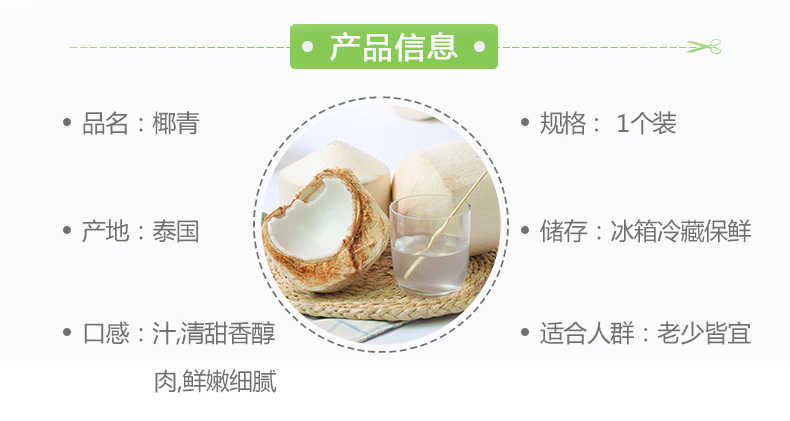 产品信息
品名：椰青
规格： 1个装
产地：泰国
储存：冰箱冷藏保鲜
口感：汁,清甜香醇
肉,鲜嫩细腻
适合人群：老少皆宜